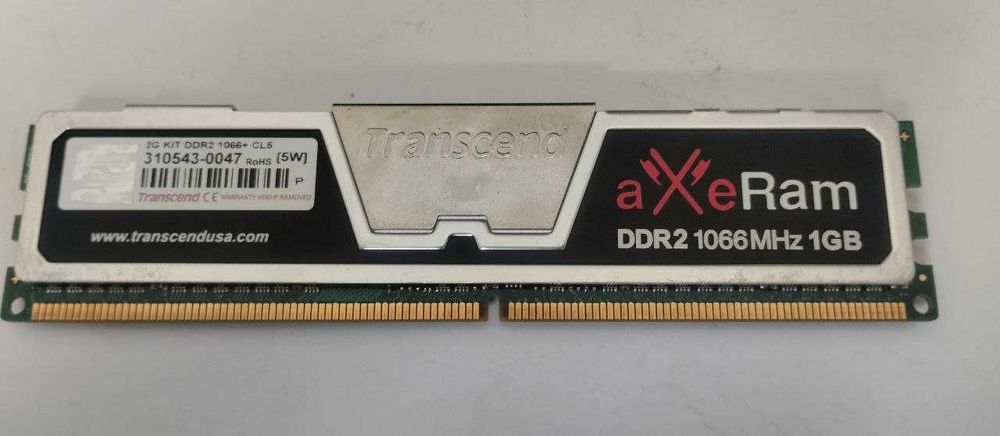 2G KIT DDR2 1066+ CL5
310543-0047 RoHS [5W]
P
Transcend CE WARRANTY VOID IF REMOVED
www.transcendusa.com
Transcend
aXeRam
DDR2 1066MHz 1GB